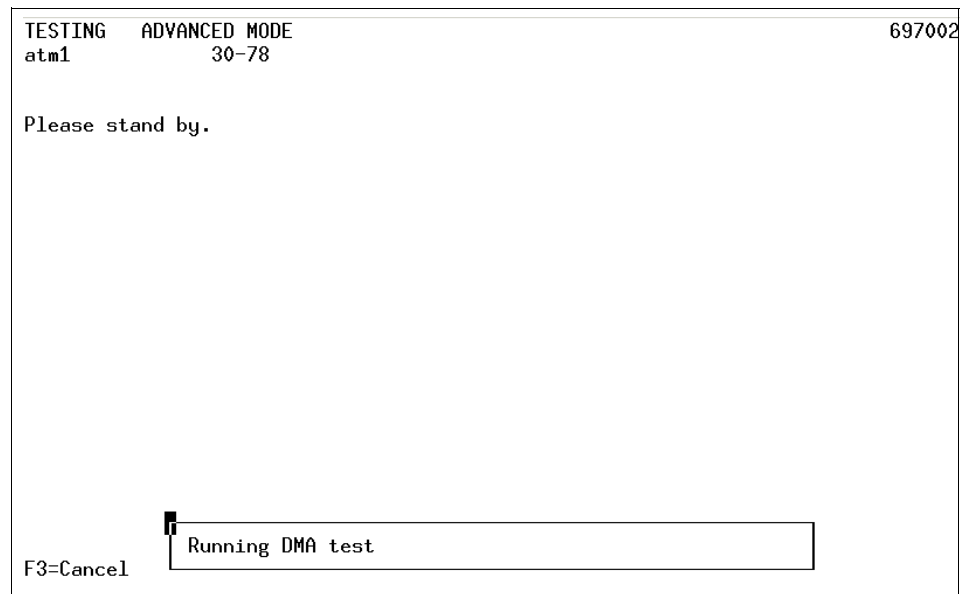 TESTING   ADVANCED MODE   697002
atm1   30-78
Please stand by.
Running DMA test
F3=Cancel